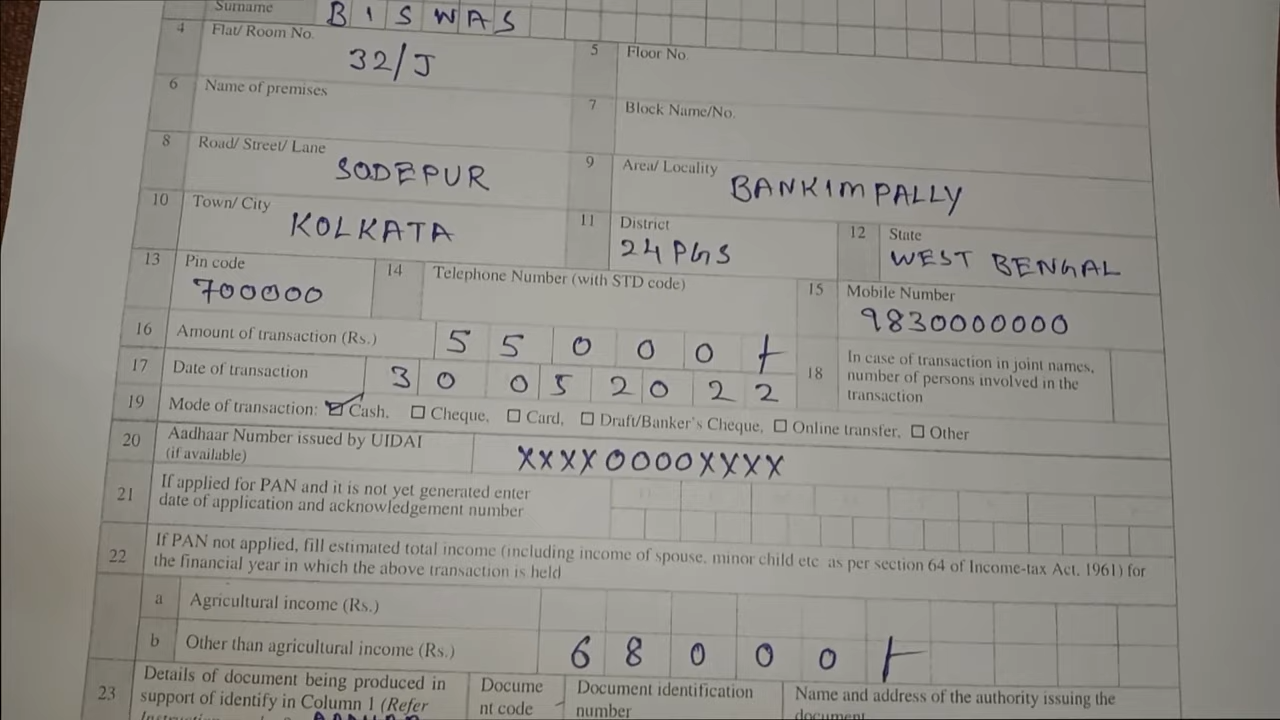 Surname BISWAS
4 Flat/ Room No. 32/J 5 Floor No.
6 Name of premises 7 Block Name/No.
8 Road/ Street/ Lane SODEPUR 9 Area/ Locality BANKIMPALLY
10 Town/ City KOLKATA 11 District 24 PGS 12 State WEST BENGAL
13 Pin code 700000 14 Telephone Number (with STD code) 15 Mobile Number 9830000000
16 Amount of transaction (Rs.) 55000/-
17 Date of transaction 30 05 2022 18 In case of transaction in joint names,
number of persons involved in the
transaction
19 Mode of transaction: ☑ Cash, ☐ Cheque, ☐ Card, ☐ Draft/Banker's Cheque, ☐ Online transfer, ☐ Other
20 Aadhaar Number issued by UIDAI
(if available) XXXX0000XXXX
21 If applied for PAN and it is not yet generated enter
date of application and acknowledgement number
22 If PAN not applied, fill estimated total income (including income of spouse, minor child etc as per section 64 of Income-tax Act, 1961) for
the financial year in which the above transaction is held
a Agricultural income (Rs.)
b Other than agricultural income (Rs.) 68000/-
23 Details of document being produced in
support of identify in Column 1 (Refer
Docume
nt code
Document identification
number
Name and address of the authority issuing the
document